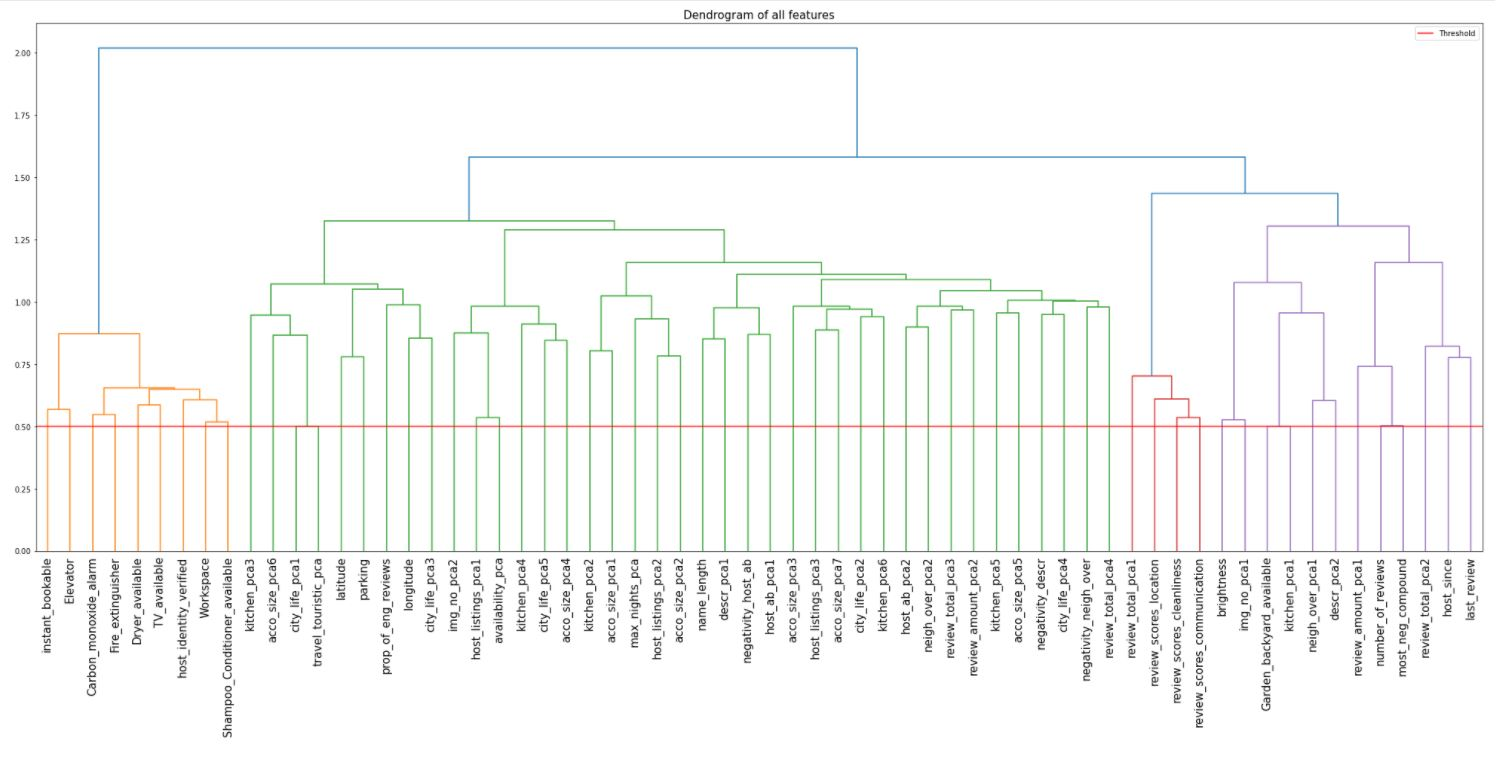 Dendrogram of all features
Threshold
2.00
1.75
1.50
1.25
1.00
0.75
0.50
0.25
0.00
instant_bookable
Elevator
Carbon_monoxide_alarm
Fire_extinguisher
Dryer_available
TV_available
host_identity_verified
Workspace
Shampoo_Conditioner_available
kitchen_pca3
acco_size_pca6
city_life_pca1
travel_touristic_pca
latitude
parking
prop_of_eng_reviews
longitude
city_life_pca3
img_no_pca2
host_listings_pca1
availability_pca
kitchen_pca4
city_life_pca5
acco_size_pca4
kitchen_pca2
acco_size_pca1
max_nights_pca
host_listings_pca2
acco_size_pca2
name_length
descr_pca1
negativity_host_ab
host_ab_pca1
acco_size_pca3
host_listings_pca3
acco_size_pca7
city_life_pca2
kitchen_pca6
host_ab_pca2
neigh_over_pca2
review_total_pca3
review_amount_pca2
kitchen_pca5
acco_size_pca5
negativity_descr
city_life_pca4
negativity_neigh_over
review_total_pca4
review_total_pca1
review_scores_location
review_scores_cleanliness
review_scores_communication
brightness
img_no_pca1
Garden_backyard_available
kitchen_pca1
neigh_over_pca1
descr_pca2
review_amount_pca1
number_of_reviews
most_neg_compound
review_total_pca2
host_since
last_review